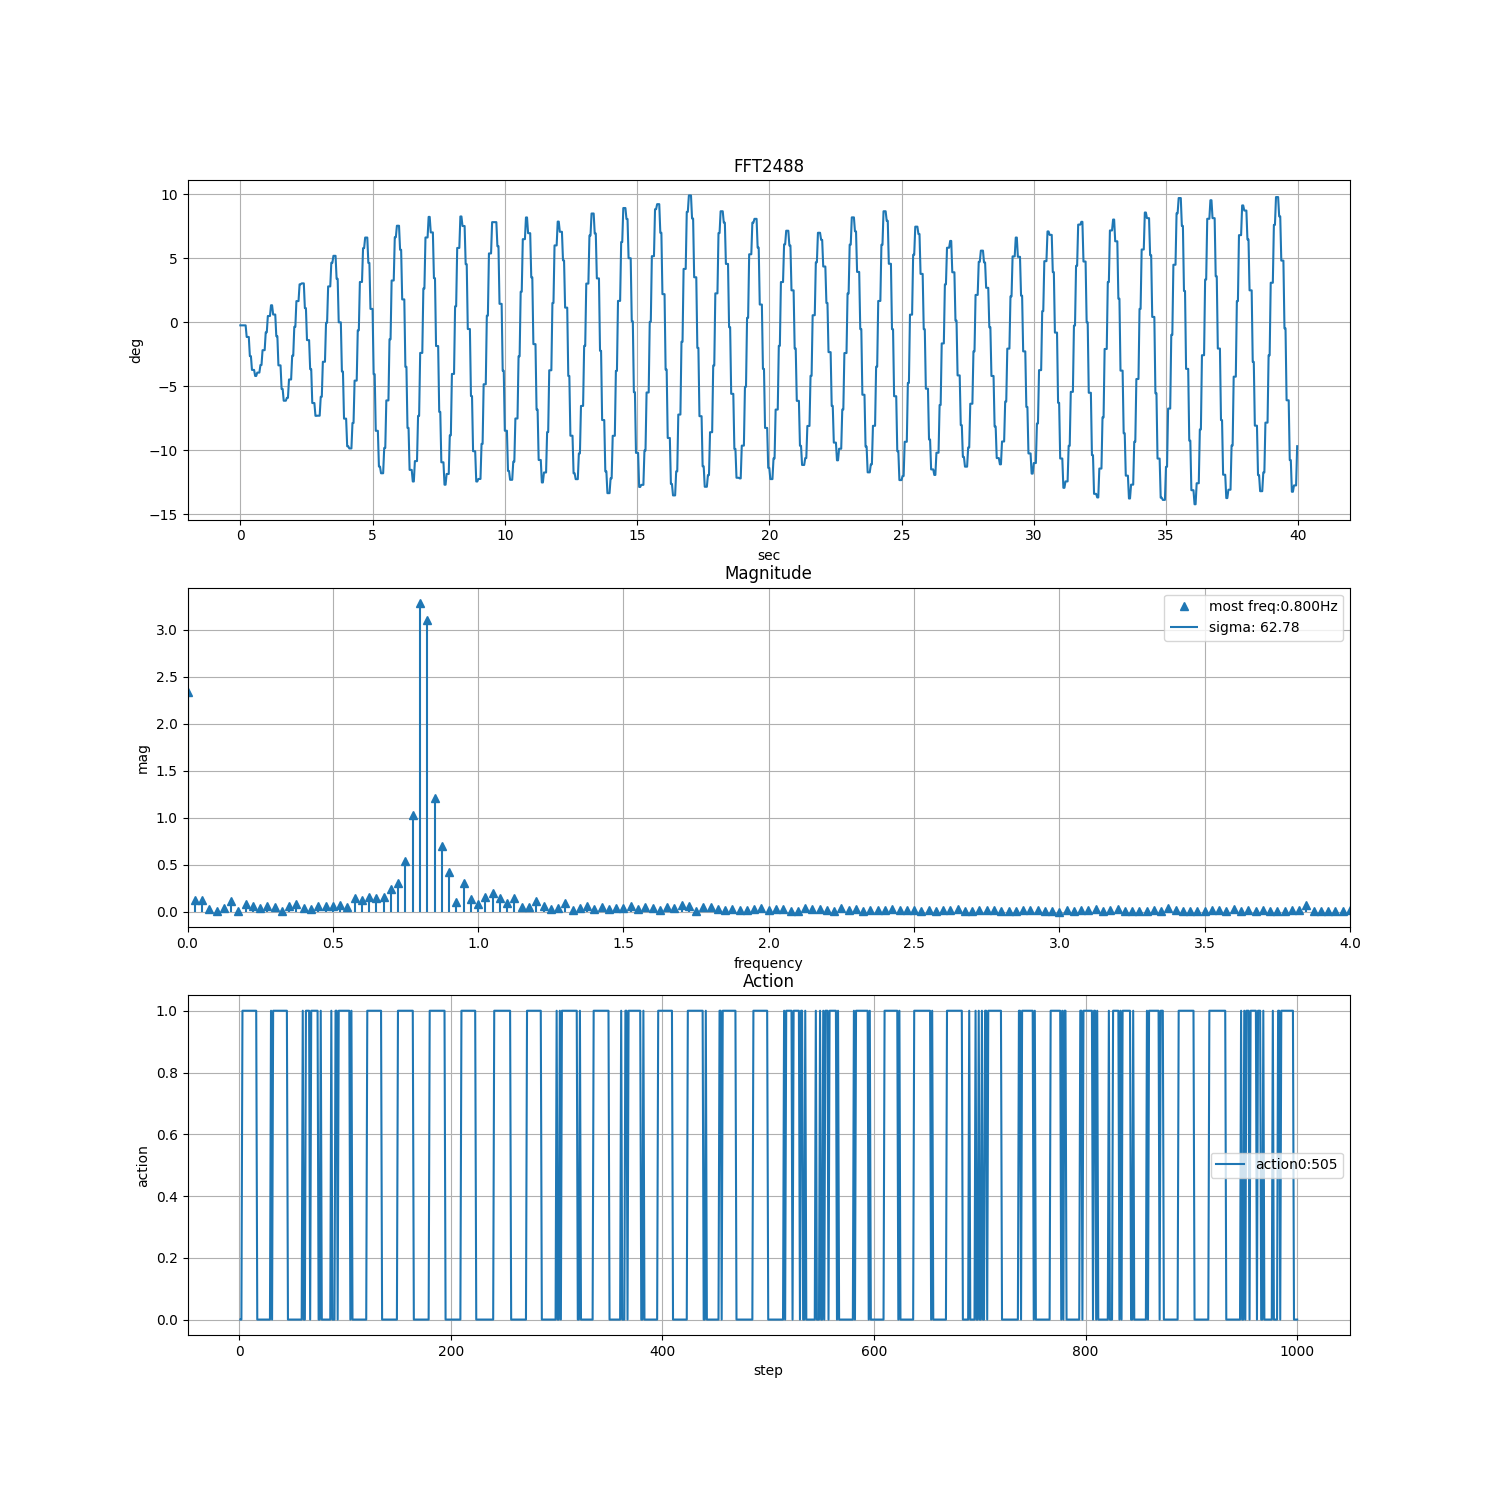 FFT2488
10
5
0
−5
−10
−15
deg
0 5 10 15 20 25 30 35 40
sec
Magnitude
most freq:0.800Hz
sigma: 62.78
3.0
2.5
2.0
1.5
1.0
0.5
0.0
mag
0.0 0.5 1.0 1.5 2.0 2.5 3.0 3.5 4.0
frequency
Action
1.0
0.8
0.6
0.4
0.2
0.0
action
action0:505
0 200 400 600 800 1000
step